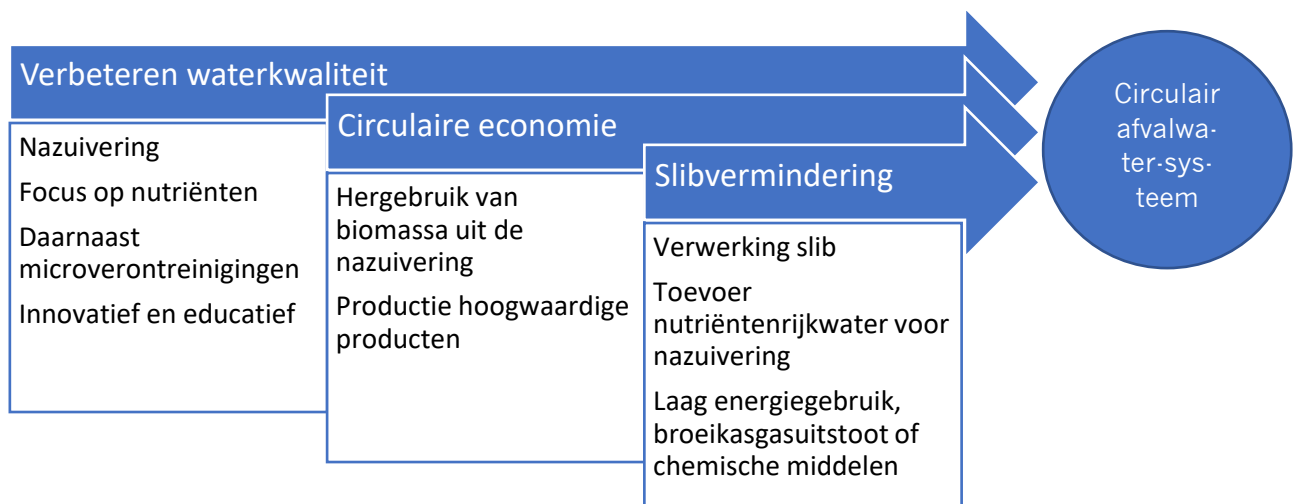 Verbeteren waterkwaliteit
Nazuivering
Focus op nutriënten
Daarnaast
microverontreinigingen
Innovatief en educatief
Circulaire economie
Hergebruik van
biomassa uit de
nazuivering
Productie hoogwaardige
producten
Slibvermindering
Verwerking slib
Toevoer
nutriëntenrijkwater voor
nazuivering
Laag energiegebruik,
broeikasgasuitstoot of
chemische middelen
Circulair
afvalwa-
ter-sys-
teem